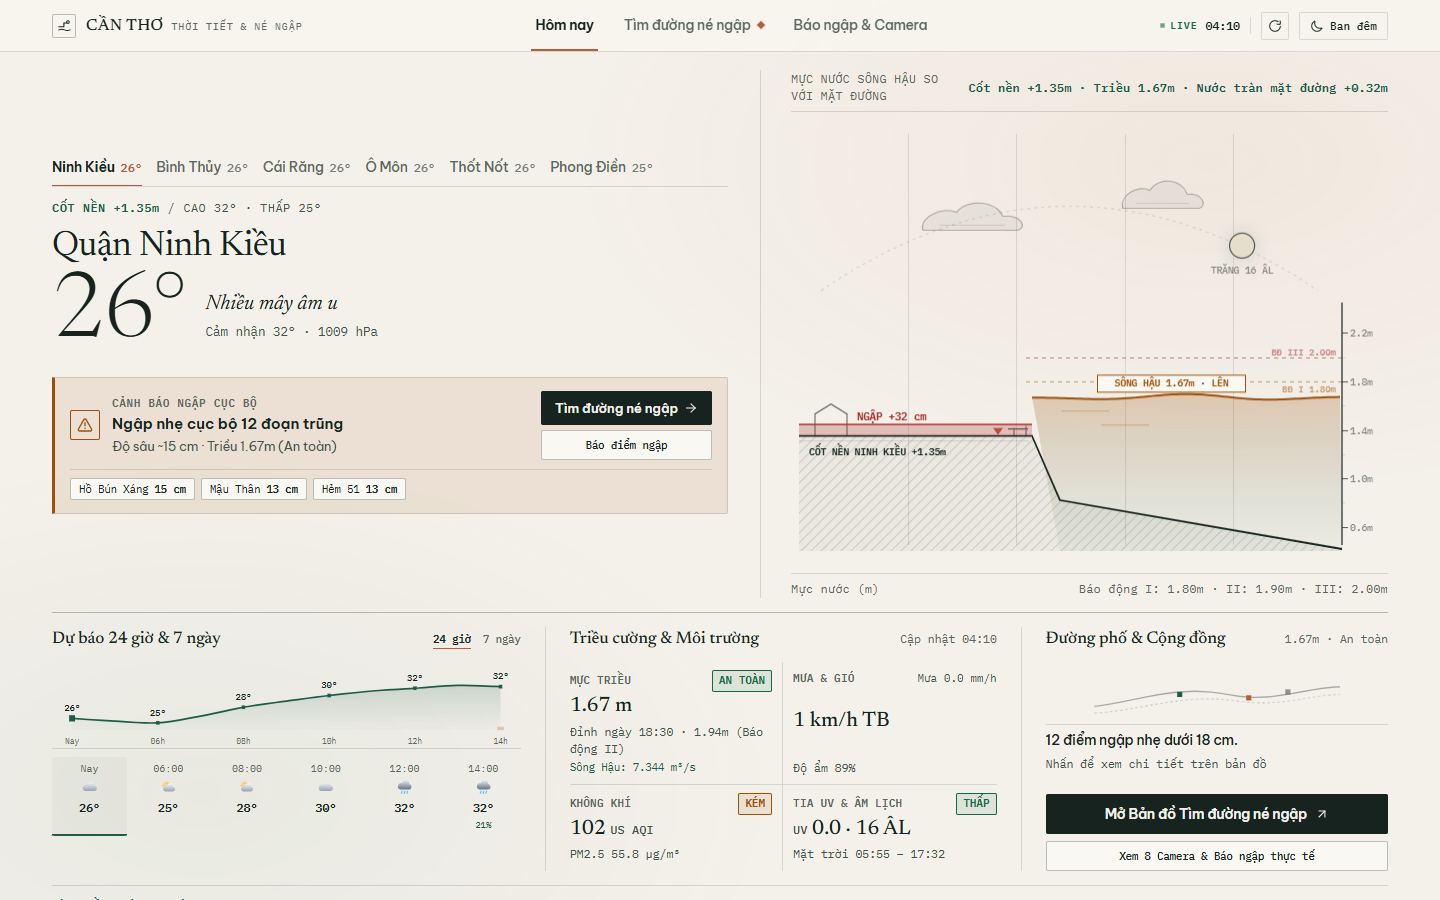 CẦN THƠ THỜI TIẾT & NÉ NGẬP
Hôm nay
Tìm đường né ngập
Báo ngập & Camera
LIVE 04:10
Ban đêm
Ninh Kiều 26°
Bình Thủy 26°
Cái Răng 26°
Ô Môn 26°
Thốt Nốt 26°
Phong Điền 25°
CỐT NỀN +1.35m / CAO 32° · THẤP 25°
Quận Ninh Kiều
26°
Nhiều mây âm u
Cảm nhận 32° · 1009 hPa
CẢNH BÁO NGẬP CỤC BỘ
Ngập nhẹ cục bộ 12 đoạn trũng
Độ sâu ~15 cm · Triều 1.67m (An toàn)
Tìm đường né ngập →
Báo điểm ngập
Hồ Bún Xáng 15 cm
Mậu Thân 13 cm
Hẻm 51 13 cm
MỰC NƯỚC SÔNG HẬU SO
VỚI MẶT ĐƯỜNG
Cốt nền +1.35m · Triều 1.67m · Nước tràn mặt đường +0.32m
TRĂNG 16 ÂL
2.2m
BĐ III 2.00m
SÔNG HẬU 1.67m · LÊN
1.8m
BĐ I 1.80m
NGẬP +32 cm
1.4m
CỐT NỀN NINH KIỀU +1.35m
1.0m
0.6m
Mực nước (m)
Báo động I: 1.80m · II: 1.90m · III: 2.00m
Dự báo 24 giờ & 7 ngày
24 giờ
7 ngày
26°
25°
28°
30°
32°
32°
Nay
06h
08h
10h
12h
14h
Nay
06:00
08:00
10:00
12:00
14:00
26°
25°
28°
30°
32°
32°
21%
Triều cường & Môi trường
Cập nhật 04:10
MỰC TRIỀU
AN TOÀN
1.67 m
Đỉnh ngày 18:30 · 1.94m (Báo
động II)
Sông Hậu: 7.344 m³/s
MƯA & GIÓ
Mưa 0.0 mm/h
1 km/h TB
Độ ẩm 89%
KHÔNG KHÍ
KÉM
102 US AQI
PM2.5 55.8 µg/m³
TIA UV & ÂM LỊCH
THẤP
UV 0.0 · 16 ÂL
Mặt trời 05:55 – 17:32
Đường phố & Cộng đồng
1.67m · An toàn
12 điểm ngập nhẹ dưới 18 cm.
Nhấn để xem chi tiết trên bản đồ
Mở Bản đồ Tìm đường né ngập ↗
Xem 8 Camera & Báo ngập thực tế